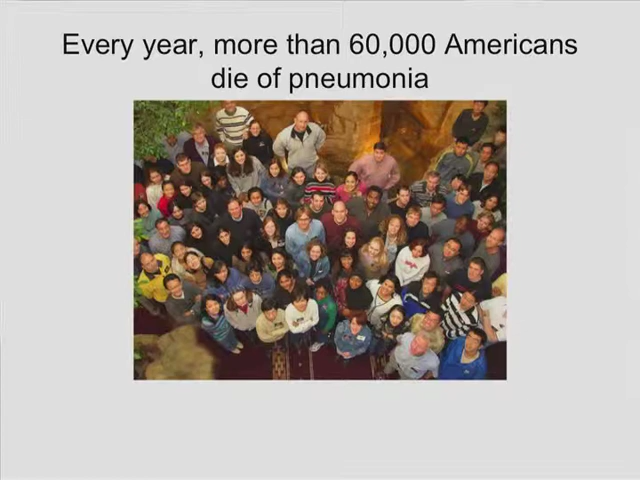 Every year, more than 60,000 Americans
die of pneumonia